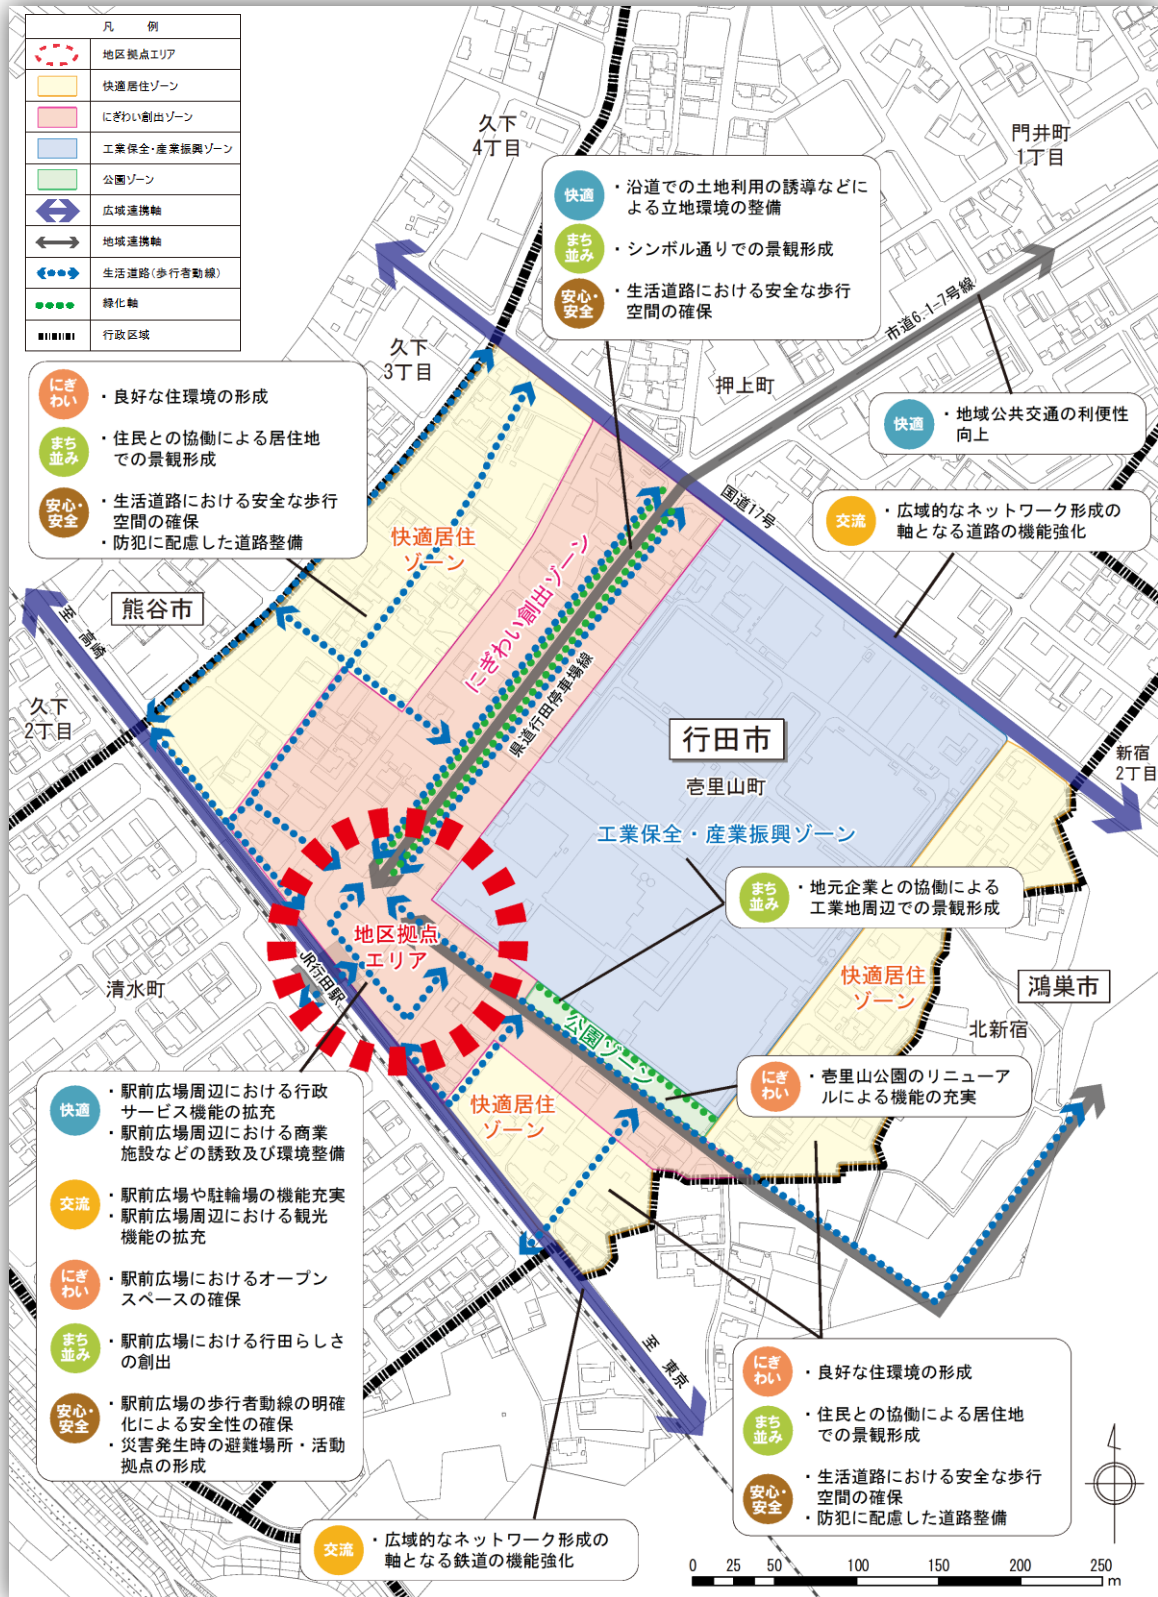 凡　例
地区拠点エリア
快適居住ゾーン
にぎわい創出ゾーン
工業保全・産業振興ゾーン
公園ゾーン
広域連携軸
地域連携軸
生活道路(歩行者動線)
緑化軸
行政区域
久下
4丁目
門井町
1丁目
快適
・沿道での土地利用の誘導などに
よる立地環境の整備
まち
並み
・シンボル通りでの景観形成
安心・
安全
・生活道路における安全な歩行
空間の確保
市道6.1-7号線
久下
3丁目
押上町
にぎ
わい
・良好な住環境の形成
まち
並み
・住民との協働による居住地
での景観形成
安心・
安全
・生活道路における安全な歩行
空間の確保
・防犯に配慮した道路整備
快適
・地域公共交通の利便性
向上
国道17号
交流
・広域的なネットワーク形成の
軸となる道路の機能強化
快適居住
ゾーン
にぎわい創出ゾーン
熊谷市
至 高崎
県道行田停車場線
久下
2丁目
行田市
壱里山町
新宿
2丁目
工業保全・産業振興ゾーン
まち
並み
・地元企業との協働による
工業地周辺での景観形成
地区拠点
エリア
JR行田駅
清水町
快適居住
ゾーン
鴻巣市
北新宿
公園ゾーン
にぎ
わい
・壱里山公園のリニューア
ルによる機能の充実
快適居住
ゾーン
快適
・駅前広場周辺における行政
サービス機能の拡充
・駅前広場周辺における商業
施設などの誘致及び環境整備
交流
・駅前広場や駐輪場の機能充実
・駅前広場周辺における観光
機能の拡充
にぎ
わい
・駅前広場におけるオープン
スペースの確保
まち
並み
・駅前広場における行田らしさ
の創出
安心・
安全
・駅前広場の歩行者動線の明確
化による安全性の確保
・災害発生時の避難場所・活動
拠点の形成
至 東京
にぎ
わい
・良好な住環境の形成
まち
並み
・住民との協働による居住地
での景観形成
安心・
安全
・生活道路における安全な歩行
空間の確保
・防犯に配慮した道路整備
交流
・広域的なネットワーク形成の
軸となる鉄道の機能強化
0 25 50 100 150 200 250
m